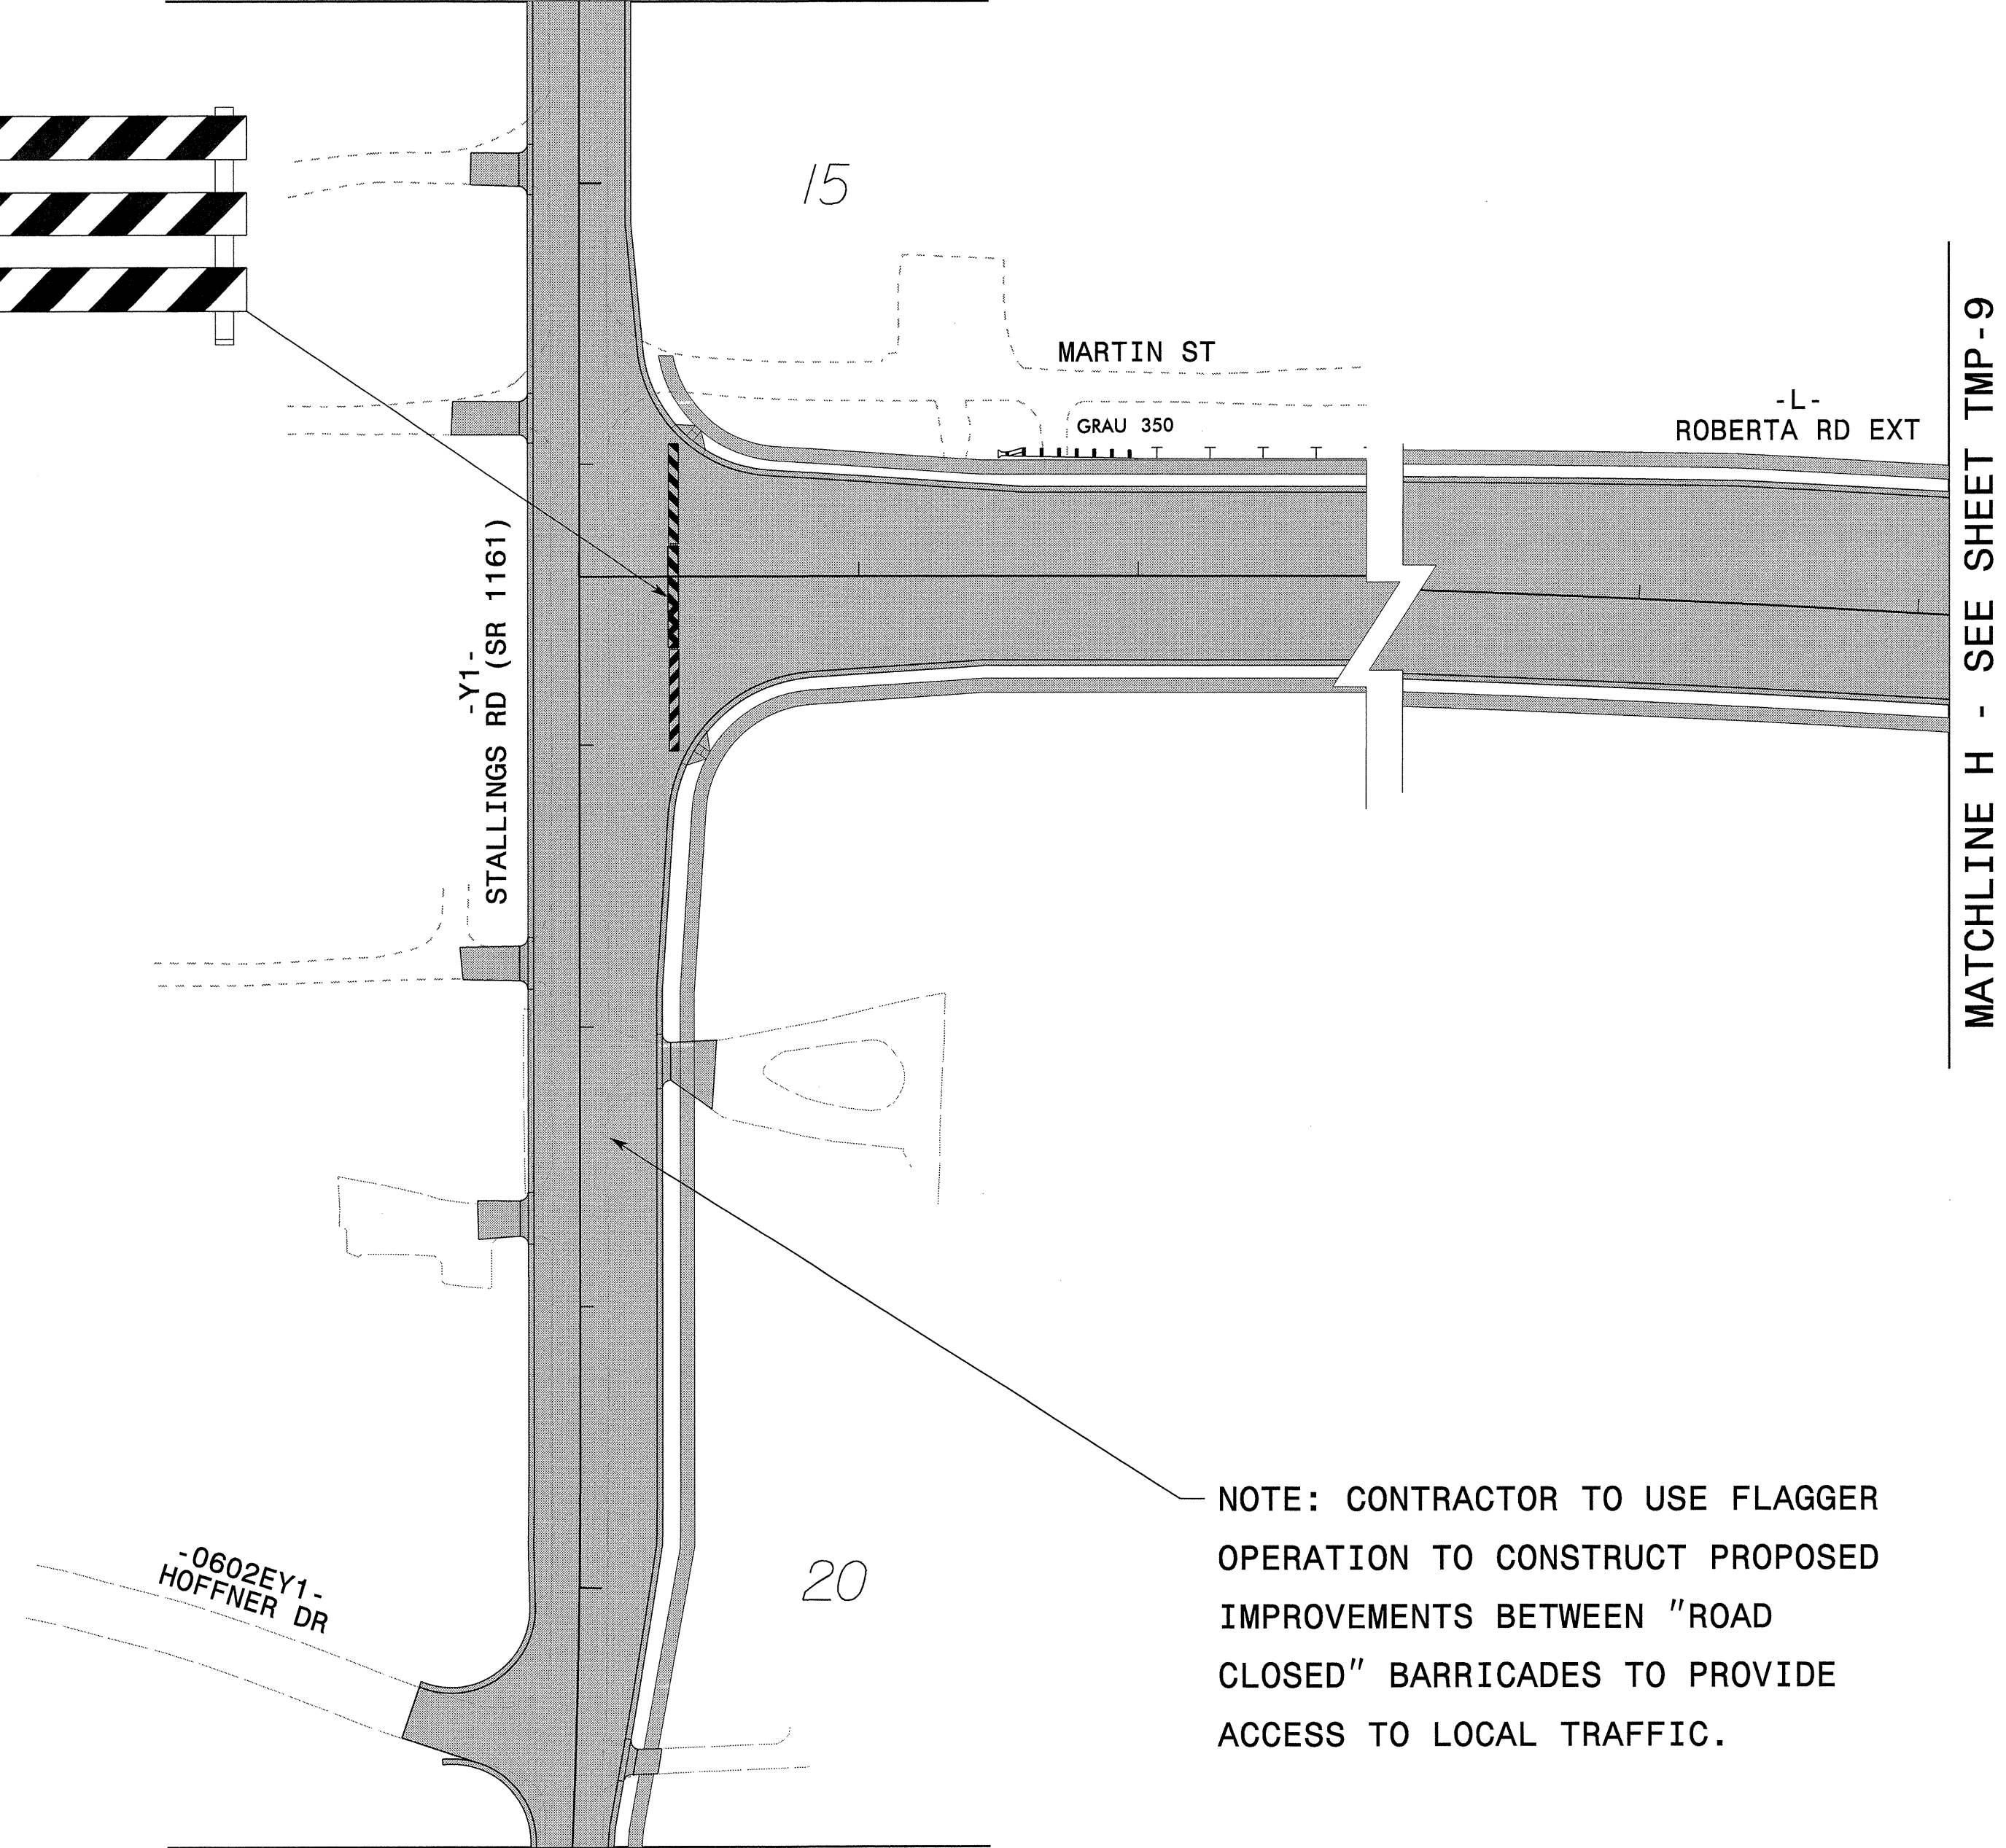 15
MARTIN ST
GRAU 350
-L-
ROBERTA RD EXT
MATCHLINE H - SEE SHEET TMP-9
-Y1-
STALLINGS RD (SR 1161)
-0602EY1-
HOFFNER DR
20
NOTE: CONTRACTOR TO USE FLAGGER
OPERATION TO CONSTRUCT PROPOSED
IMPROVEMENTS BETWEEN "ROAD
CLOSED" BARRICADES TO PROVIDE
ACCESS TO LOCAL TRAFFIC.